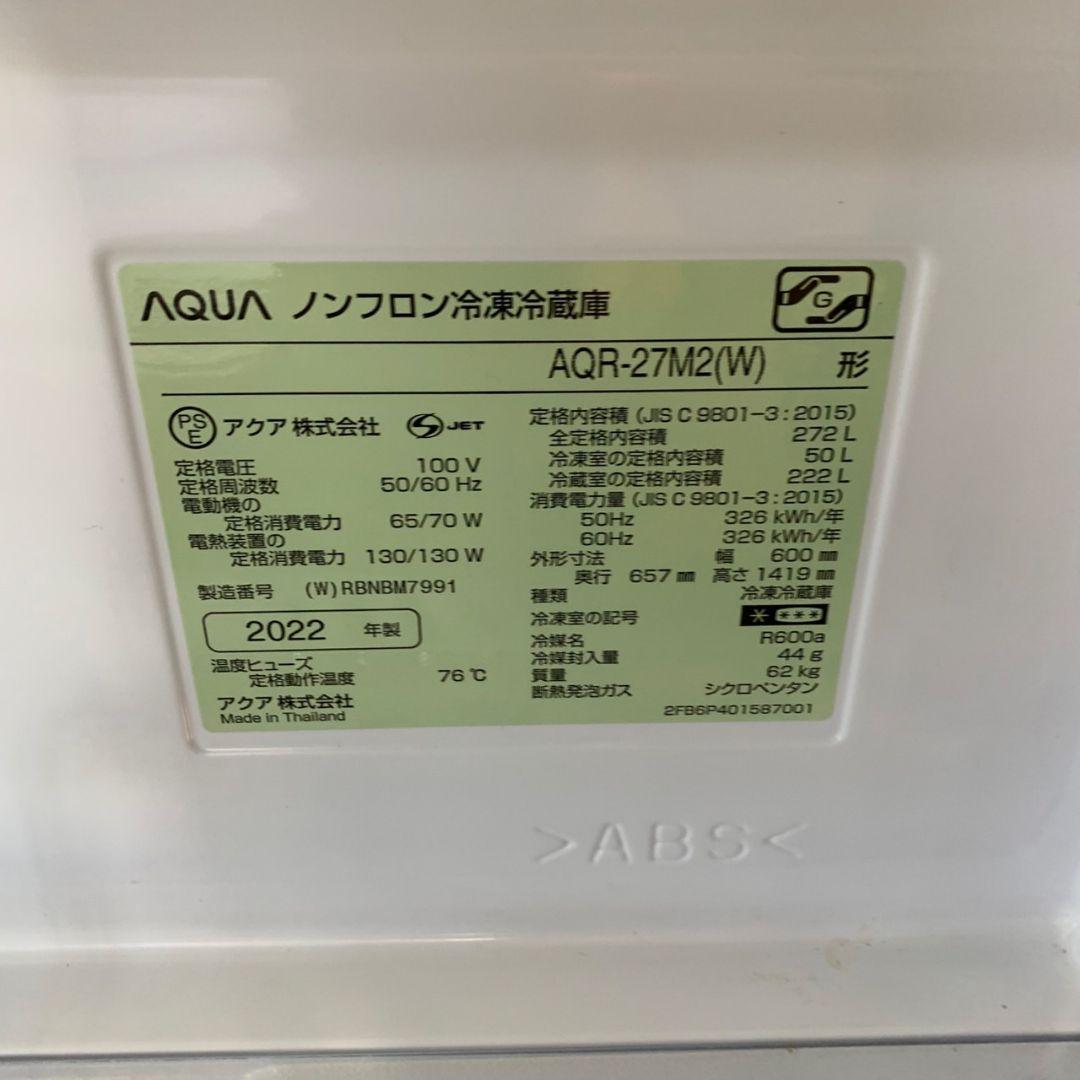 AQUA ノンフロン冷凍冷蔵庫
G
AQR-27M2(W) 形
PSE アクア 株式会社 S JET
定格電圧 100 V
定格周波数 50/60 Hz
電動機の
定格消費電力 65/70 W
電熱装置の
定格消費電力 130/130 W
製造番号 (W)RBNBM7991
2022 年製
温度ヒューズ
定格動作温度 76 ℃
アクア 株式会社
Made in Thailand
定格内容積 (JIS C 9801-3 : 2015)
全定格内容積 272 L
冷凍室の定格内容積 50 L
冷蔵室の定格内容積 222 L
消費電力量 (JIS C 9801-3 : 2015)
50Hz 326 kWh/年
60Hz 326 kWh/年
外形寸法 幅 600 ㎜
奥行 657 ㎜ 高さ 1419 ㎜
種類 冷凍冷蔵庫
冷凍室の記号 * ***
冷媒名 R600a
冷媒封入量 44 g
質量 62 kg
断熱発泡ガス シクロペンタン
2FB6P401587001
>ABS<